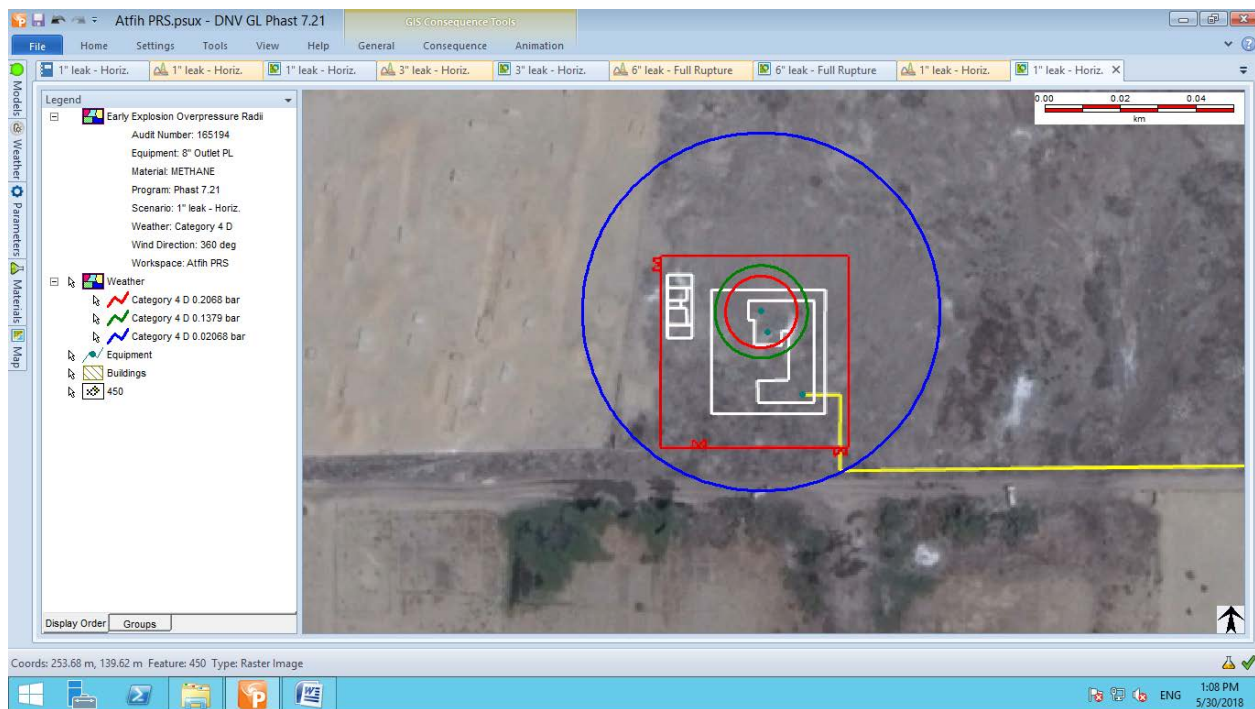 Atfih PRS.psux - DNV GL Phast 7.21
GIS Consequence Tools
File Home Settings Tools View Help General Consequence Animation
1" leak - Horiz. 1" leak - Horiz. 1" leak - Horiz. 3" leak - Horiz. 3" leak - Horiz. 6" leak - Full Rupture 6" leak - Full Rupture 1" leak - Horiz. 1" leak - Horiz.
Models
Weather
Parameters
Materials
Map
Legend
Early Explosion Overpressure Radii
Audit Number: 165194
Equipment: 8" Outlet PL
Material: METHANE
Program: Phast 7.21
Scenario: 1" leak - Horiz.
Weather: Category 4 D
Wind Direction: 360 deg
Workspace: Atfih PRS
Weather
Category 4 D 0.2068 bar
Category 4 D 0.1379 bar
Category 4 D 0.02068 bar
Equipment
Buildings
450
0.00 0.02 0.04
km
Display Order Groups
Coords: 253.68 m, 139.62 m Feature: 450 Type: Raster Image
ENG
1:08 PM
5/30/2018